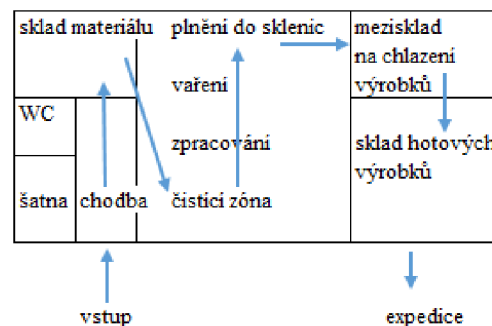 sklad materiálu
plnění do sklenic
mezisklad
na chlazení
výrobků
vaření
WC
zpracování
sklad hotových
výrobků
šatna
chodba
čistící zóna
vstup
expedice